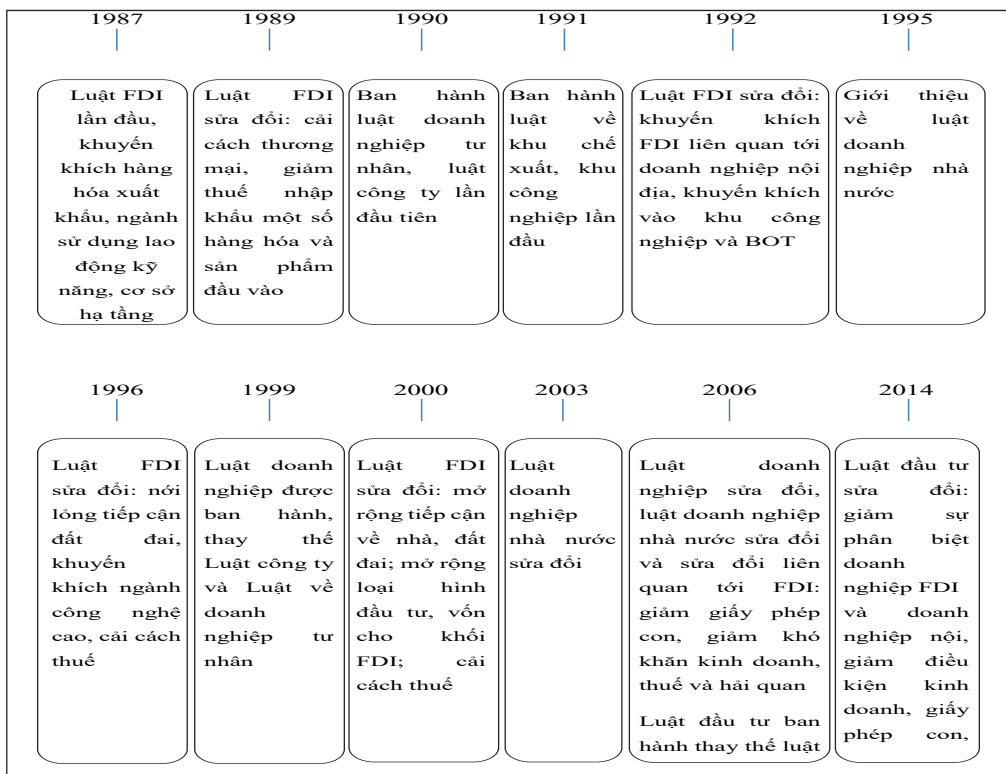 1987 1989 1990 1991 1992 1995
Luật FDI
lần đầu,
khuyến
khích hàng
hóa xuất
khẩu, ngành
sử dụng lao
động kỹ
năng, cơ sở
hạ tầng
Luật FDI
sửa đổi: cải
cách thương
mại, giảm
thuế nhập
khẩu một số
hàng hóa và
sản phẩm
đầu vào
Ban hành
luật doanh
nghiệp tư
nhân, luật
công ty lần
đầu tiên
Ban hành
luật về
khu chế
xuất, khu
công
nghiệp lần
đầu
Luật FDI sửa đổi:
khuyến khích
FDI liên quan tới
doanh nghiệp nội
địa, khuyến khích
vào khu công
nghiệp và BOT
Giới thiệu
về luật
doanh
nghiệp nhà
nước
1996 1999 2000 2003 2006 2014
Luật FDI
sửa đổi: nới
lỏng tiếp cận
đất đai,
khuyến
khích ngành
công nghệ
cao, cải cách
thuế
Luật doanh
nghiệp được
ban hành,
thay thế
Luật công ty
và Luật về
doanh
nghiệp tư
nhân
Luật FDI
sửa đổi: mở
rộng tiếp cận
về nhà, đất
đai; mở rộng
loại hình
đầu tư, vốn
cho khối
FDI; cải
cách thuế
Luật
doanh
nghiệp
nhà nước
sửa đổi
Luật doanh
nghiệp sửa đổi,
luật doanh nghiệp
nhà nước sửa đổi
và sửa đổi liên
quan tới FDI:
giảm giấy phép
con, giảm khó
khăn kinh doanh,
thuế và hải quan
Luật đầu tư ban
hành thay thế luật
Luật đầu tư
sửa đổi:
giảm sự
phân biệt
doanh
nghiệp FDI
và doanh
nghiệp nội,
giảm điều
kiện kinh
doanh, giấy
phép con,